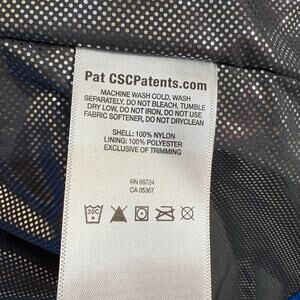 Pat CSCPatents.com
MACHINE WASH COLD, WASH
SEPARATELY, DO NOT BLEACH, TUMBLE
DRY LOW, DO NOT IRON, DO NOT USE
FABRIC SOFTENER, DO NOT DRYCLEAN
SHELL: 100% NYLON
LINING: 100% POLYESTER
EXCLUSIVE OF TRIMMING
RN 69724
CA 05367
30C